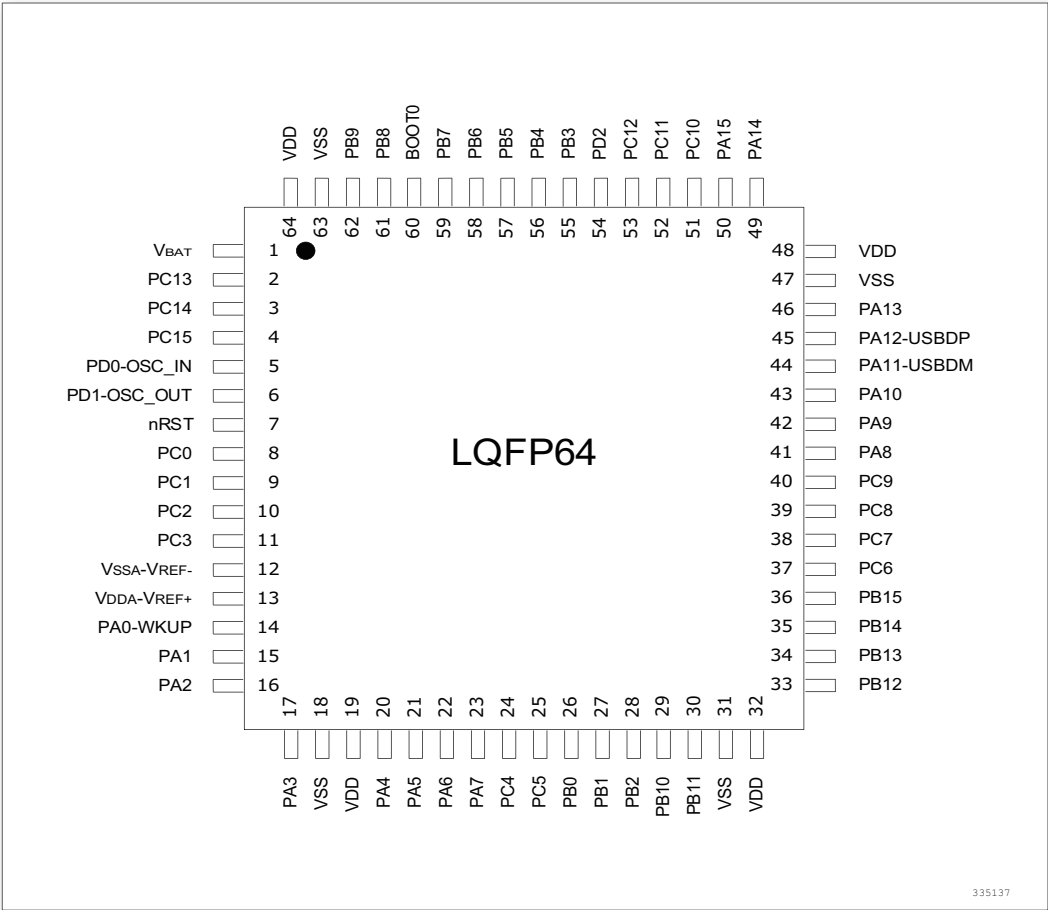 VDD
VSS
PB9
PB8
BOOT0
PB7
PB6
PB5
PB4
PB3
PD2
PC12
PC11
PC10
PA15
PA14
64
63
62
61
60
59
58
57
56
55
54
53
52
51
50
49
VBAT 1
PC13 2
PC14 3
PC15 4
PD0-OSC_IN 5
PD1-OSC_OUT 6
nRST 7
PC0 8
PC1 9
PC2 10
PC3 11
VSSA-VREF- 12
VDDA-VREF+ 13
PA0-WKUP 14
PA1 15
PA2 16
LQFP64
48 VDD
47 VSS
46 PA13
45 PA12-USBDP
44 PA11-USBDM
43 PA10
42 PA9
41 PA8
40 PC9
39 PC8
38 PC7
37 PC6
36 PB15
35 PB14
34 PB13
33 PB12
17
18
19
20
21
22
23
24
25
26
27
28
29
30
31
32
PA3
VSS
VDD
PA4
PA5
PA6
PA7
PC4
PC5
PB0
PB1
PB2
PB10
PB11
VSS
VDD
335137